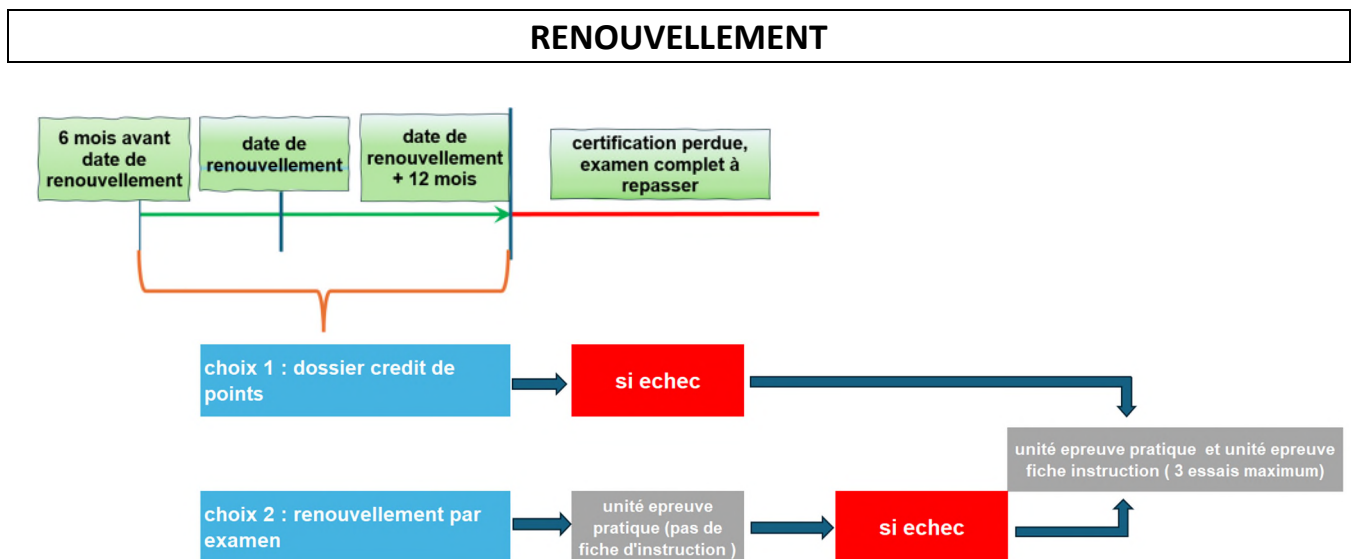 RENOUVELLEMENT
6 mois avant
date de
renouvellement
date de
renouvellement
date de
renouvellement
+ 12 mois
certification perdue,
examen complet à
repasser
choix 1 : dossier credit de
points
si echec
unité epreuve pratique et unité epreuve
fiche instruction ( 3 essais maximum)
choix 2 : renouvellement par
examen
unité epreuve
pratique (pas de
fiche d'instruction )
si echec